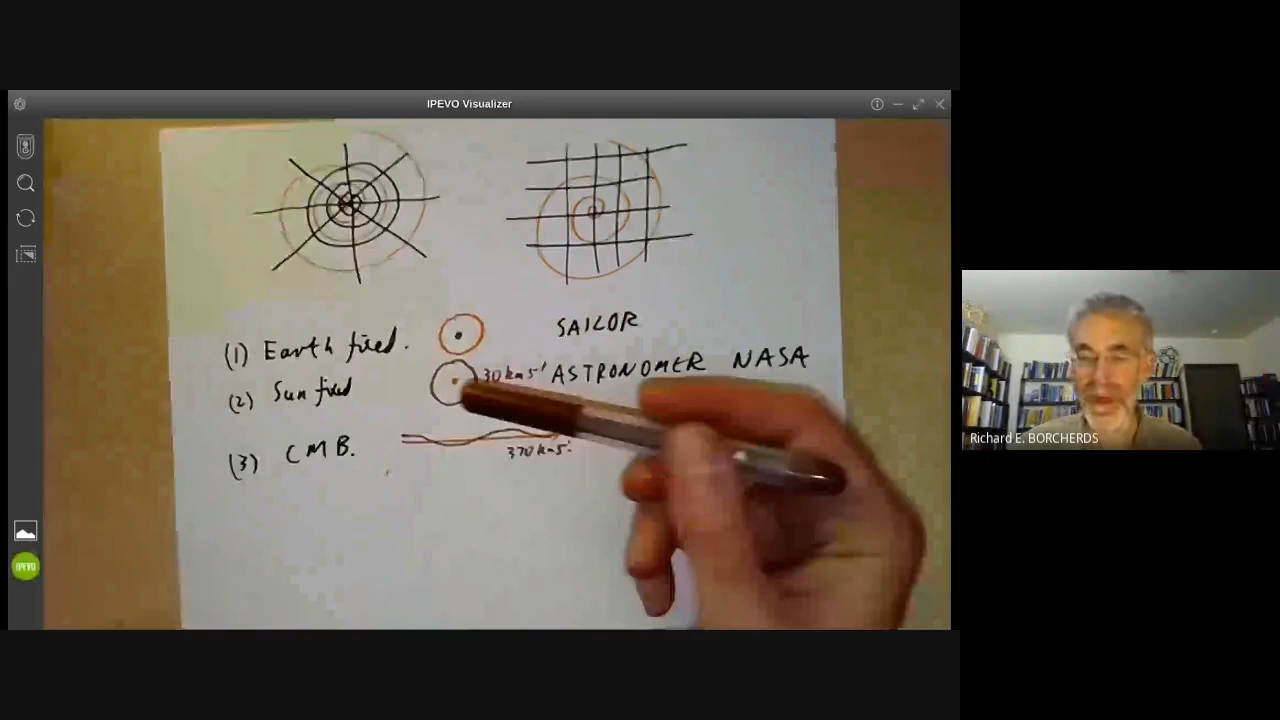 IPEVO Visualizer
(1) Earth fixed. SAILOR
(2) Sun fixed 30 km s⁻¹ ASTRONOMER NASA
(3) CMB. 370 km s⁻¹
Richard E. BORCHERDS
IPEVO